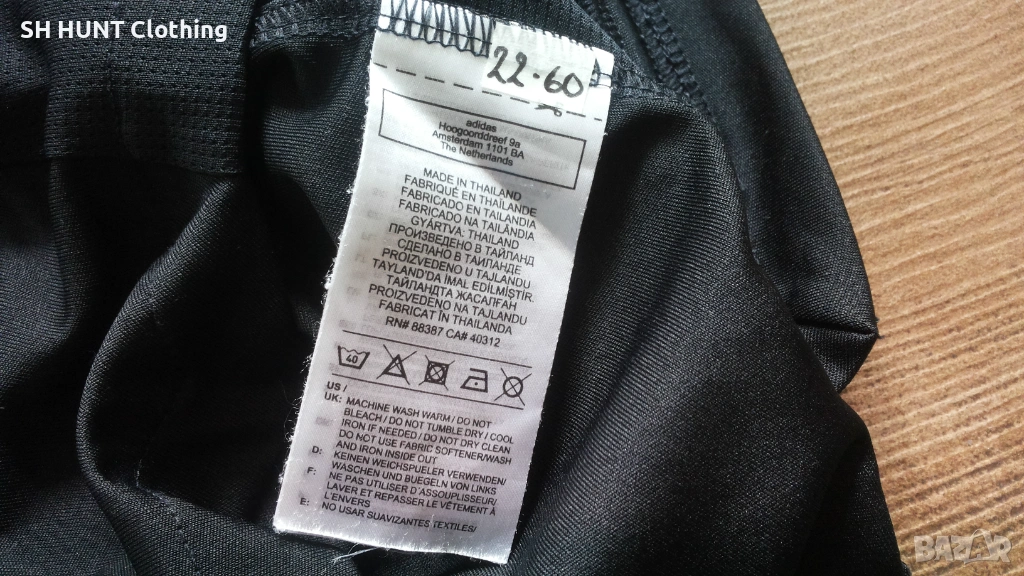 SH HUNT Clothing
22.60
adidas
Hoogoorddreef 9a
Amsterdam 1101 BA
The Netherlands
MADE IN THAILAND
FABRIQUÉ EN THAÏLANDE
FABRICADO EN TAILANDIA
FABRICADO NA TAILÂNDIA
GYÁRTVA: THAILAND
ПРОИЗВЕДЕНО В ТАЙЛАНД
СДЕЛАНО В ТАИЛАНДЕ
PROIZVEDENO U TAJLANDU
TAYLAND'DA İMAL EDİLMİŞTİR.
ТАЙЛАНДТА ЖАСАЛҒАН
PROIZVEDENO NA TAJLANDU
FABRICAT ÎN THAILANDA
RN# 88387 CA# 40312
40
US /
UK: MACHINE WASH WARM / DO NOT
BLEACH / DO NOT TUMBLE DRY / COOL
IRON IF NEEDED / DO NOT DRY CLEAN
DO NOT USE FABRIC SOFTENER/WASH
AND IRON INSIDE OUT
D: KEINEN WEICHSPUELER VERWENDEN/
WASCHEN UND BUEGELN VON LINKS
F: NE PAS UTILISER D'ASSOUPLISSEUR/
LAVER ET REPASSER LE VÊTEMENT À
L'ENVERS
E: NO USAR SUAVIZANTES (TEXTILES/
BAZAR